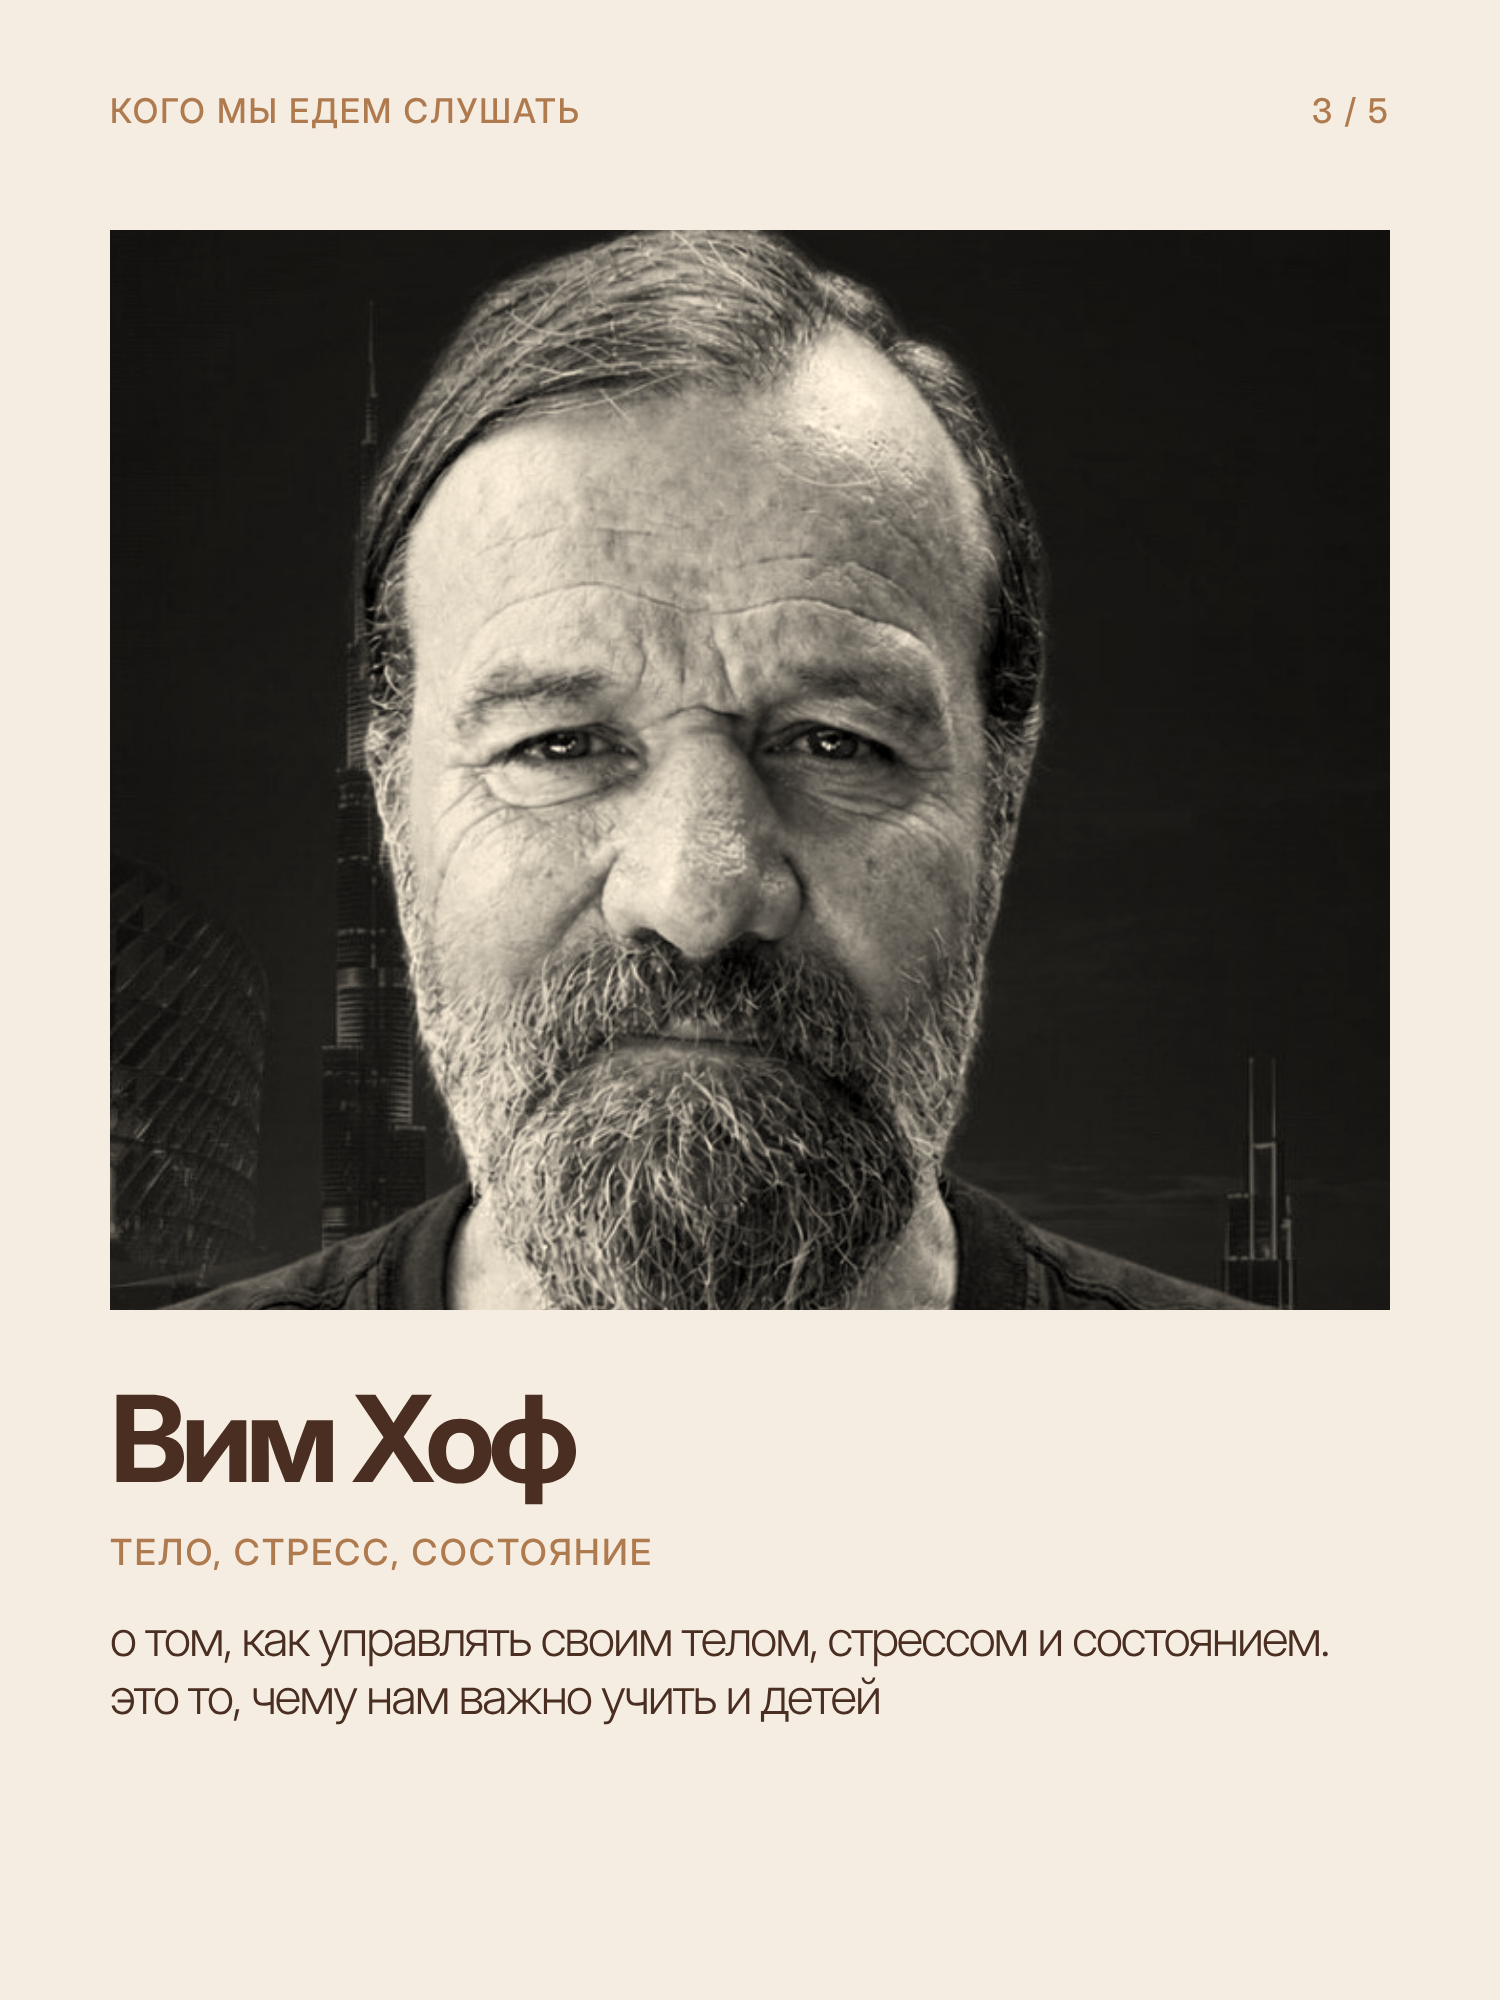 КОГО МЫ ЕДЕМ СЛУШАТЬ
3 / 5
Вим Хоф
ТЕЛО, СТРЕСС, СОСТОЯНИЕ
о том, как управлять своим телом, стрессом и состоянием.
это то, чему нам важно учить и детей